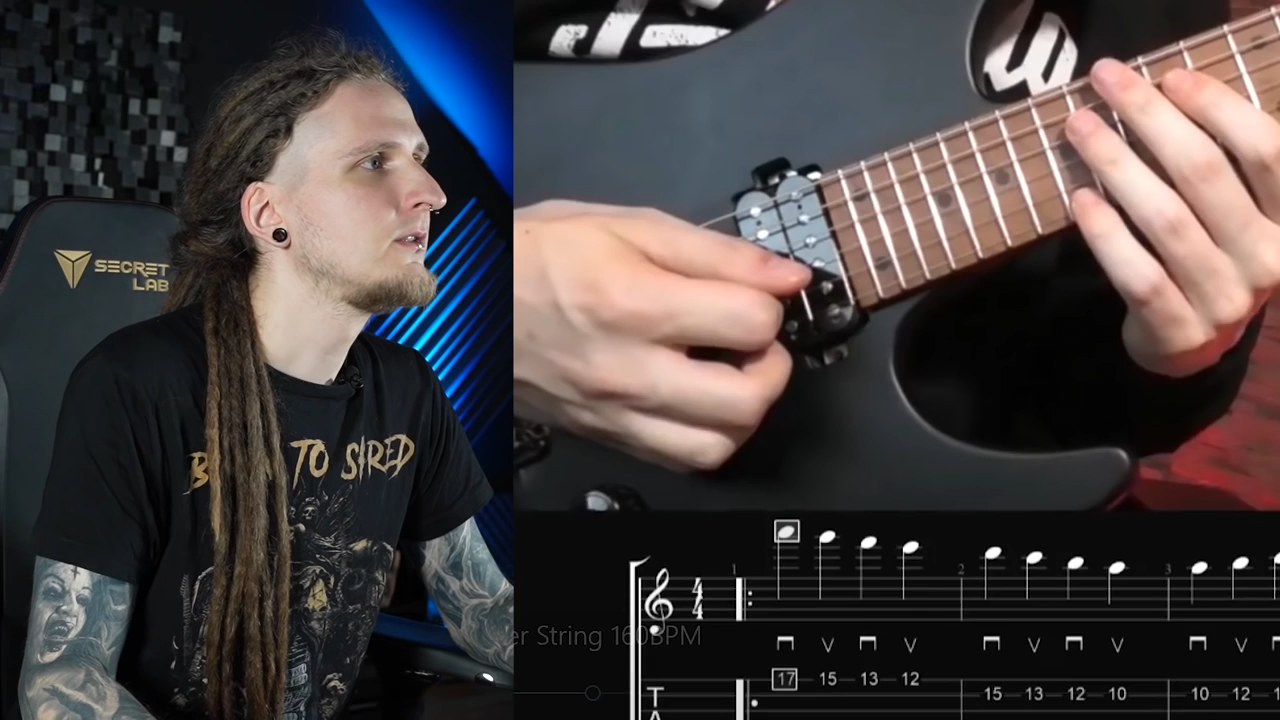 SECRET
LAB
TO SHRED
er String 160BPM
1 2 3
4
4
17 15 13 12
15 13 12 10
10 12
T
A